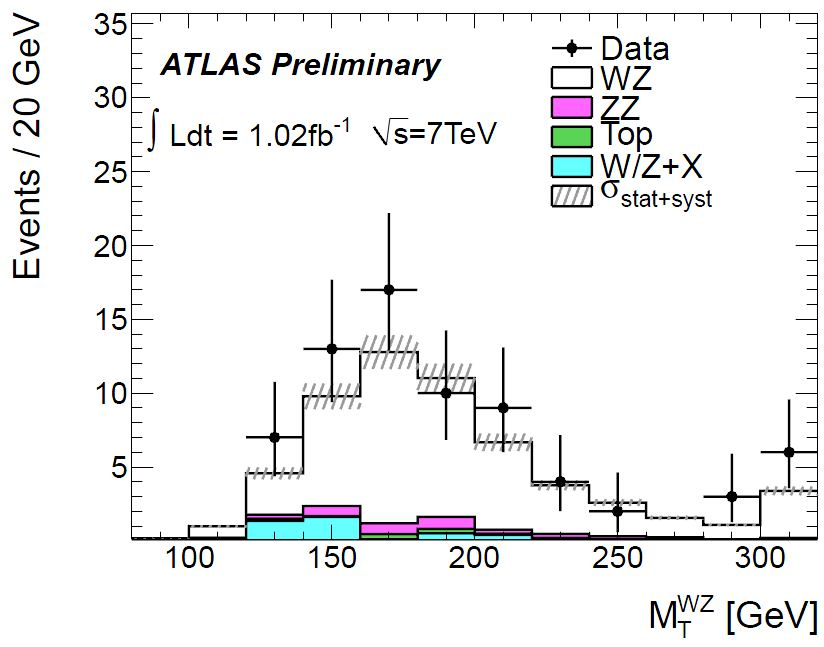 Events / 20 GeV
35
30
25
20
15
10
5
ATLAS Preliminary
∫ Ldt = 1.02fb⁻¹ √s=7TeV
Data
WZ
ZZ
Top
W/Z+X
σ stat+syst
100 150 200 250 300
M_T^WZ [GeV]